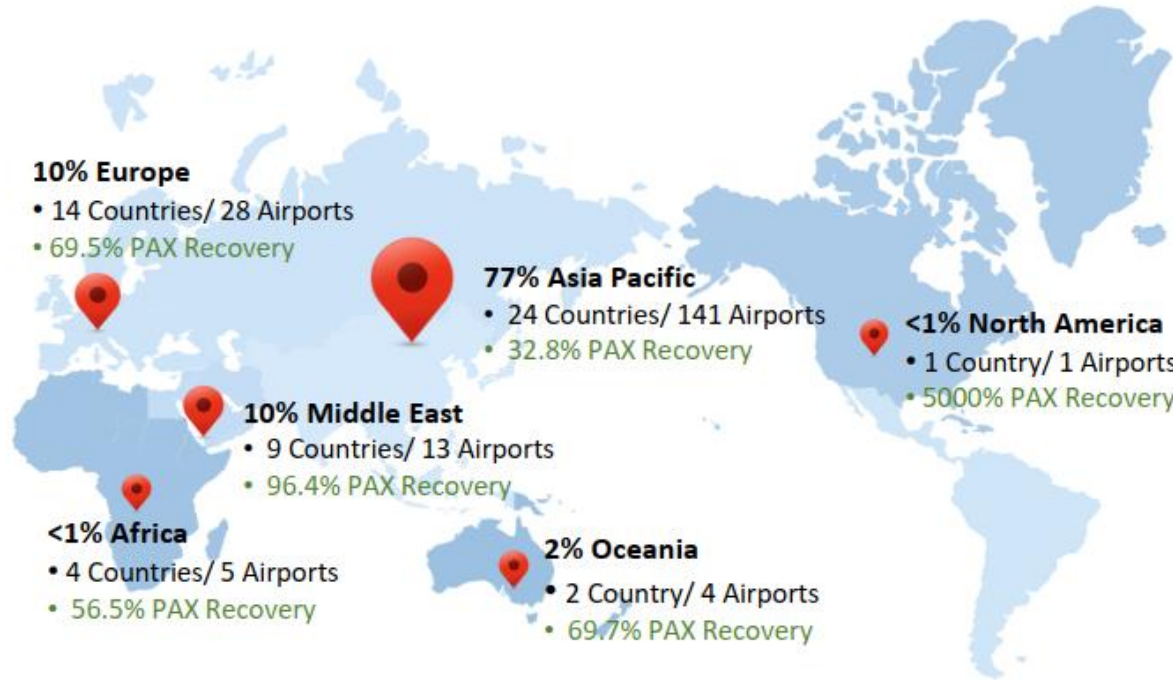 10% Europe
• 14 Countries/ 28 Airports
• 69.5% PAX Recovery
77% Asia Pacific
• 24 Countries/ 141 Airports
• 32.8% PAX Recovery
<1% North America
• 1 Country/ 1 Airports
• 5000% PAX Recovery
10% Middle East
• 9 Countries/ 13 Airports
• 96.4% PAX Recovery
<1% Africa
• 4 Countries/ 5 Airports
• 56.5% PAX Recovery
2% Oceania
• 2 Country/ 4 Airports
• 69.7% PAX Recovery